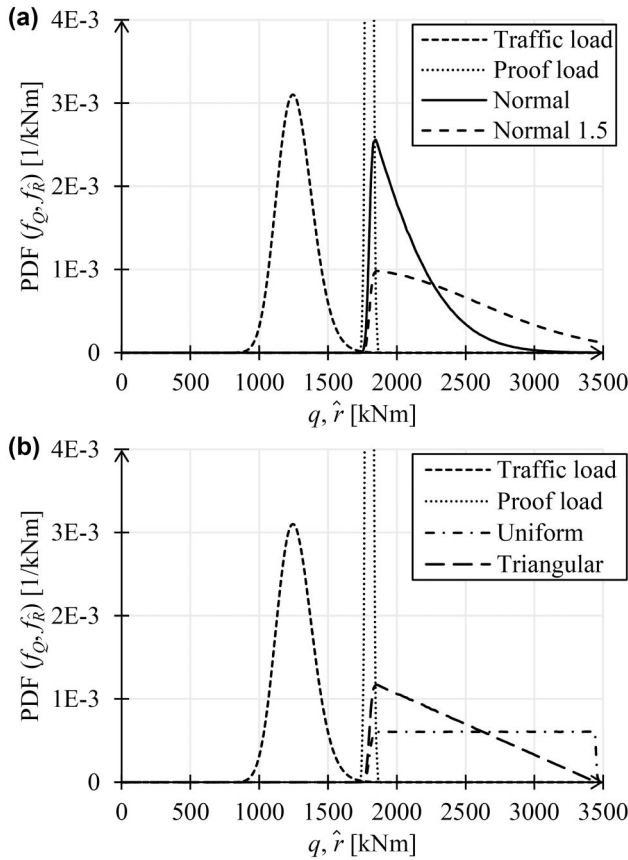 (a)
4E-3
3E-3
2E-3
1E-3
0
PDF (f_Q, f_R̂) [1/kNm]
Traffic load
Proof load
Normal
Normal 1.5
0 500 1000 1500 2000 2500 3000 3500
q, r̂ [kNm]
(b)
4E-3
3E-3
2E-3
1E-3
0
PDF (f_Q, f_R̂) [1/kNm]
Traffic load
Proof load
Uniform
Triangular
0 500 1000 1500 2000 2500 3000 3500
q, r̂ [kNm]